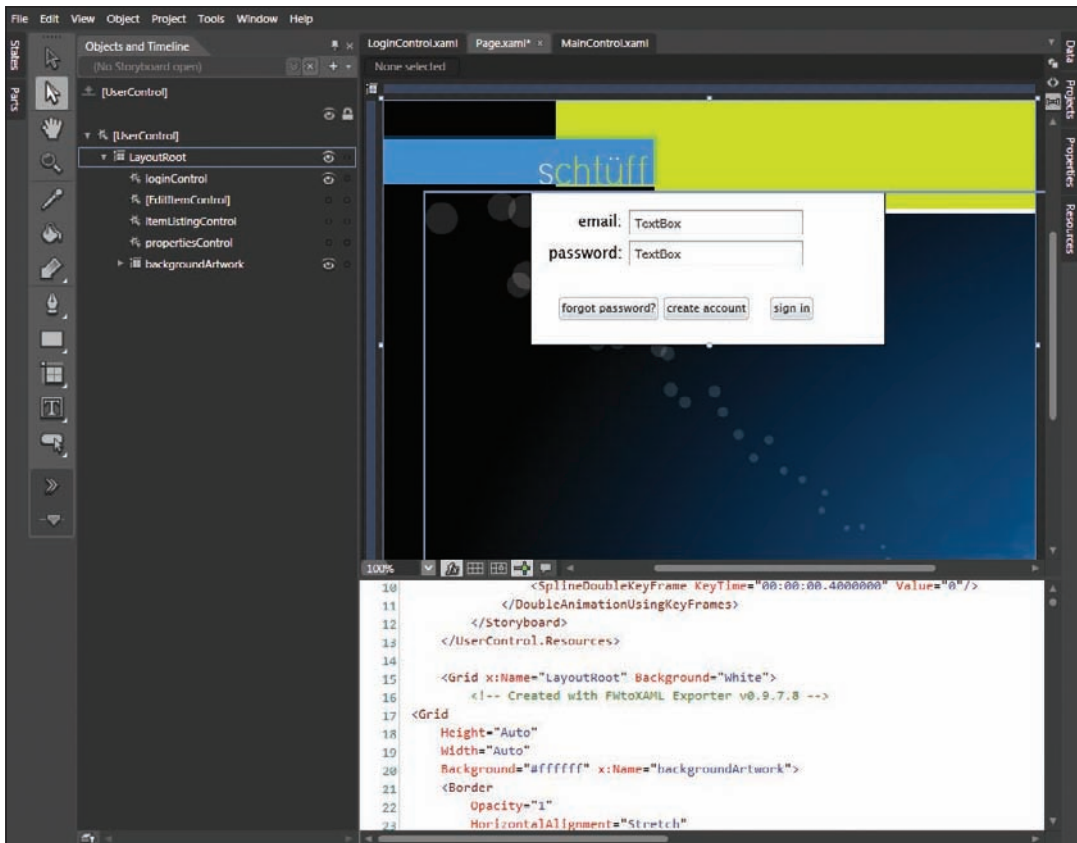 File Edit View Object Project Tools Window Help
States
Parts
Objects and Timeline
(No Storyboard open)
[UserControl]
[UserControl]
LayoutRoot
loginControl
[EditItemControl]
itemListingControl
propertiesControl
backgroundArtwork
LoginControl.xaml Page.xaml* × MainControl.xaml
None selected
schtüff
email: TextBox
password: TextBox
forgot password? create account sign in
Data
Projects
Properties
Resources
100%
10 <SplineDoubleKeyFrame KeyTime="00:00:00.4000000" Value="0"/>
11 </DoubleAnimationUsingKeyFrames>
12 </Storyboard>
13 </UserControl.Resources>
14
15 <Grid x:Name="LayoutRoot" Background="White">
16 <!-- Created with FWtoXAML Exporter v0.9.7.8 -->
17 <Grid
18 Height="Auto"
19 Width="Auto"
20 Background="#ffffff" x:Name="backgroundArtwork">
21 <Border
22 Opacity="1"
23 HorizontalAlignment="Stretch"